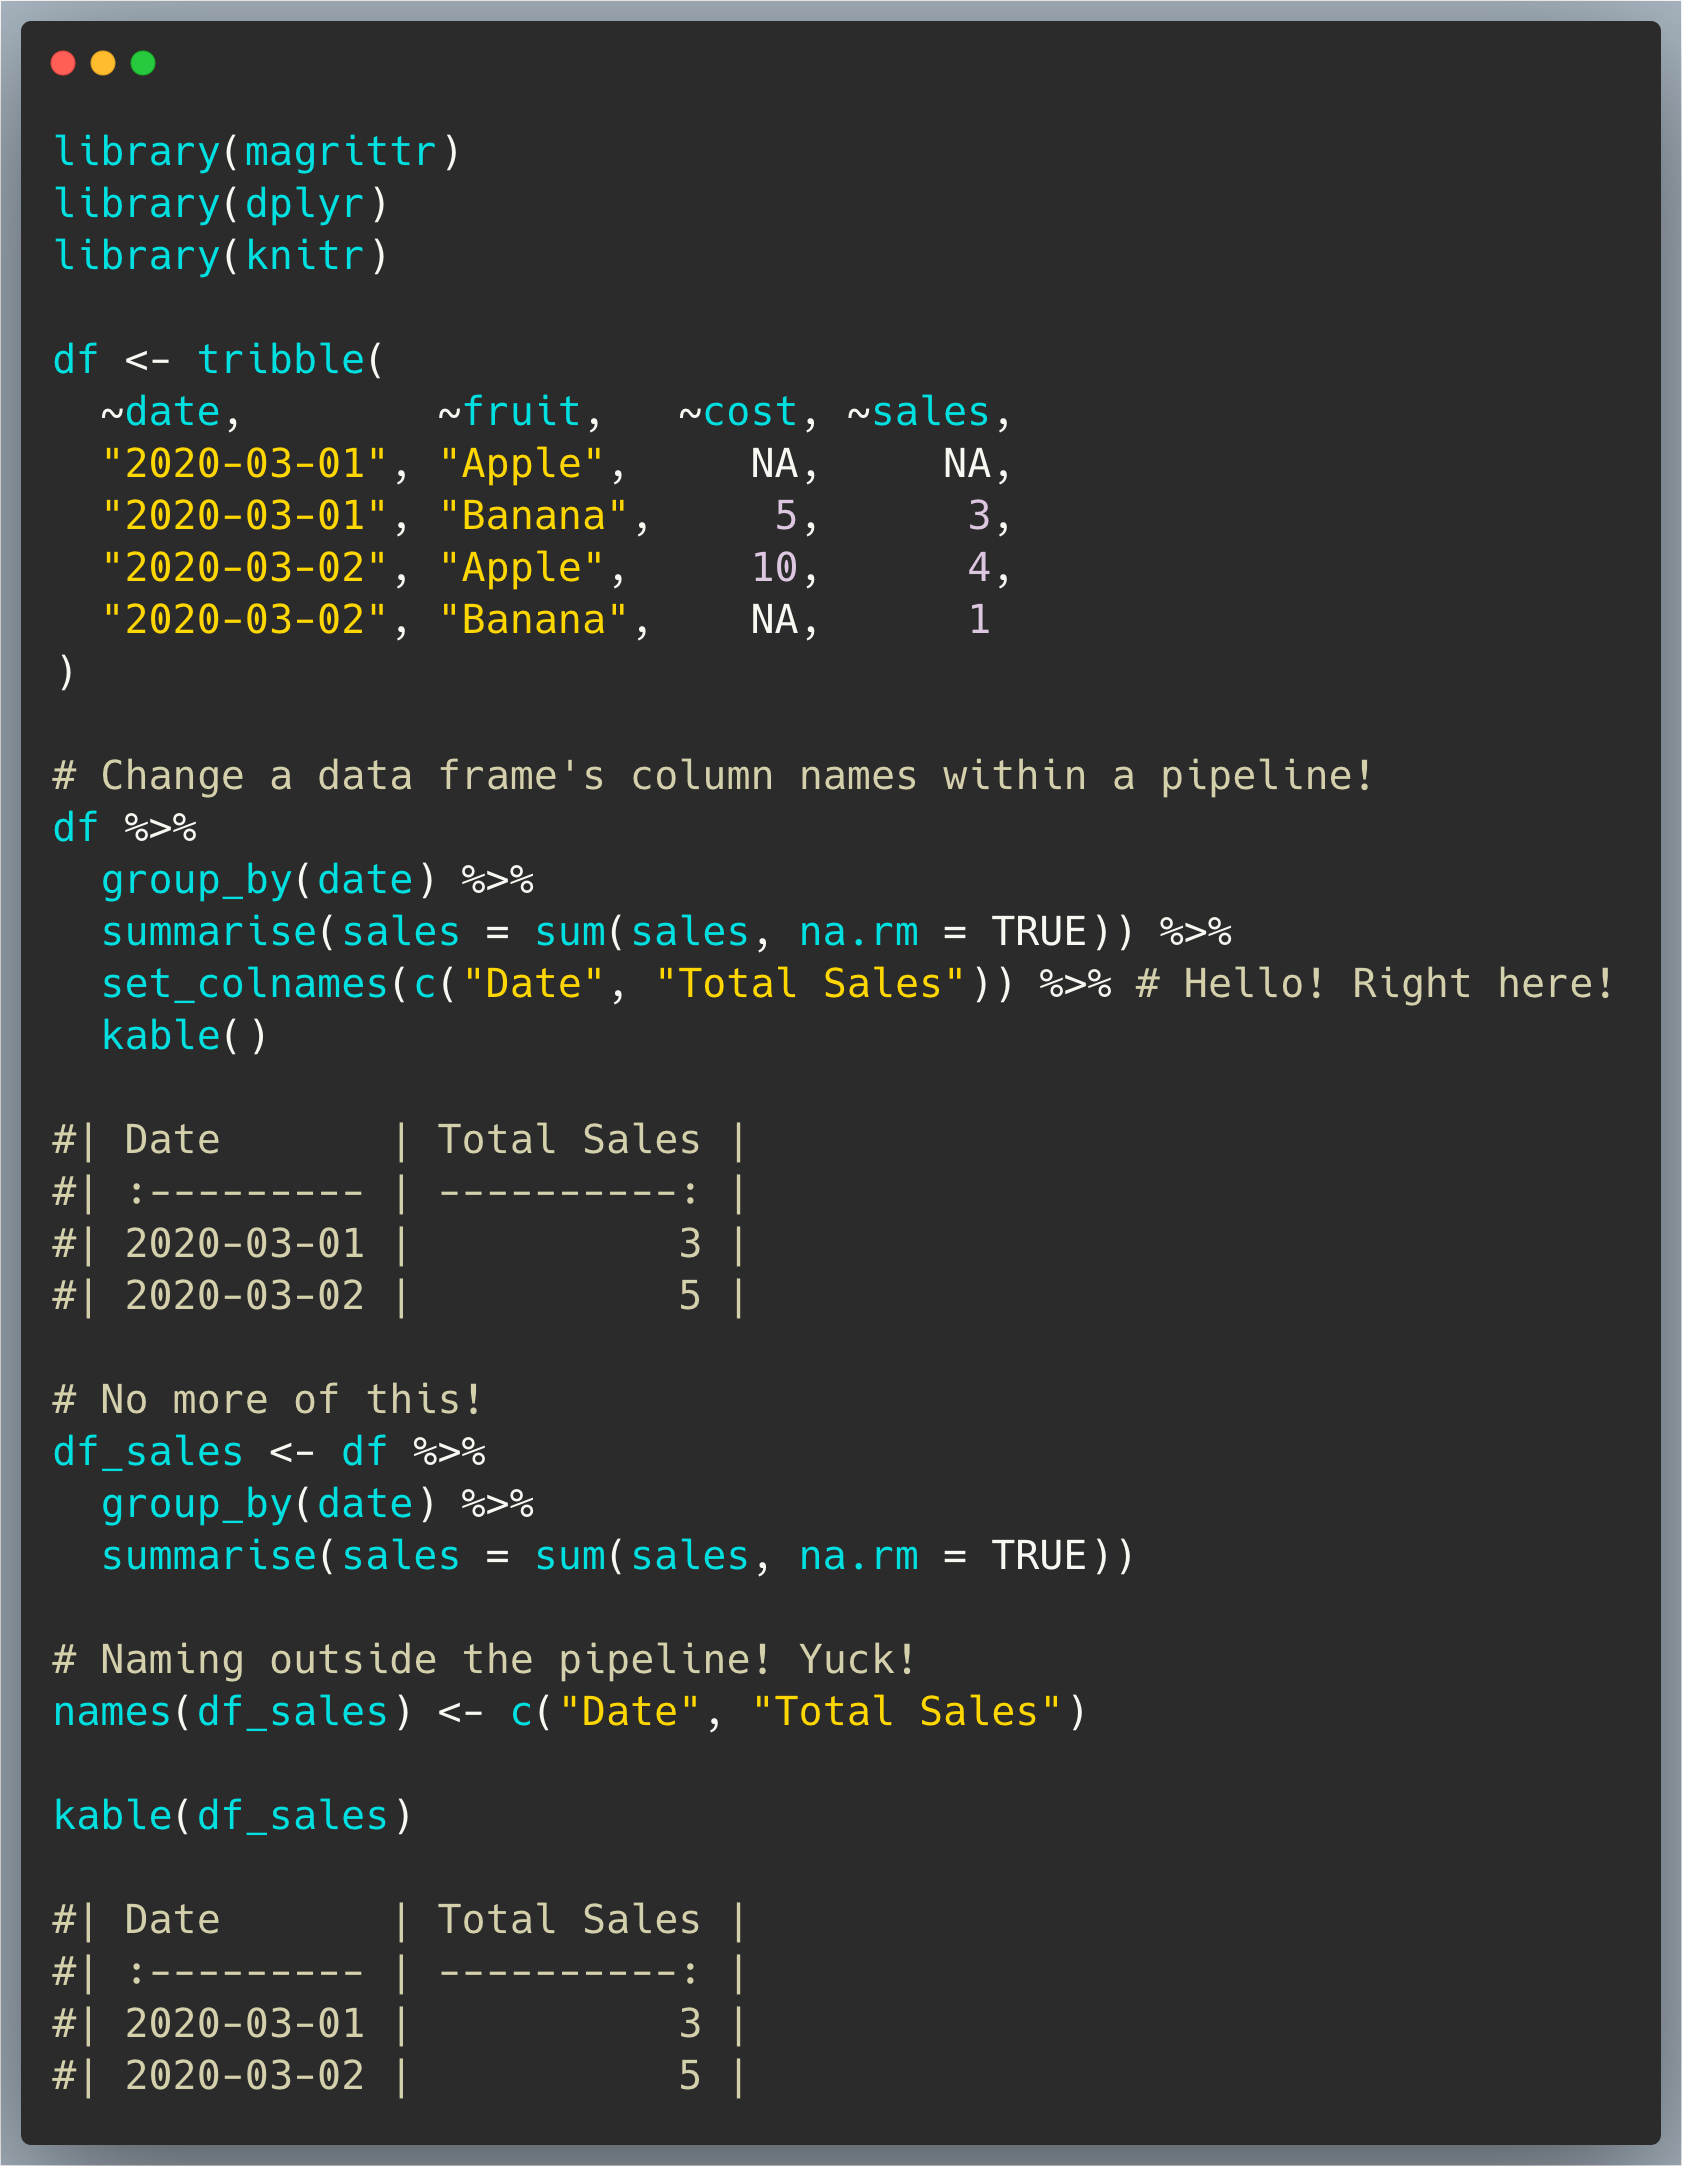 library(magrittr)
library(dplyr)
library(knitr)

df <- tribble(
  ~date,        ~fruit,   ~cost, ~sales,
  "2020-03-01", "Apple",     NA,     NA,
  "2020-03-01", "Banana",     5,      3,
  "2020-03-02", "Apple",     10,      4,
  "2020-03-02", "Banana",    NA,      1
)

# Change a data frame's column names within a pipeline!
df %>%
  group_by(date) %>%
  summarise(sales = sum(sales, na.rm = TRUE)) %>%
  set_colnames(c("Date", "Total Sales")) %>% # Hello! Right here!
  kable()

#| Date       | Total Sales |
#| :--------- | ----------: |
#| 2020-03-01 |           3 |
#| 2020-03-02 |           5 |

# No more of this!
df_sales <- df %>%
  group_by(date) %>%
  summarise(sales = sum(sales, na.rm = TRUE))

# Naming outside the pipeline! Yuck!
names(df_sales) <- c("Date", "Total Sales")

kable(df_sales)

#| Date       | Total Sales |
#| :--------- | ----------: |
#| 2020-03-01 |           3 |
#| 2020-03-02 |           5 |